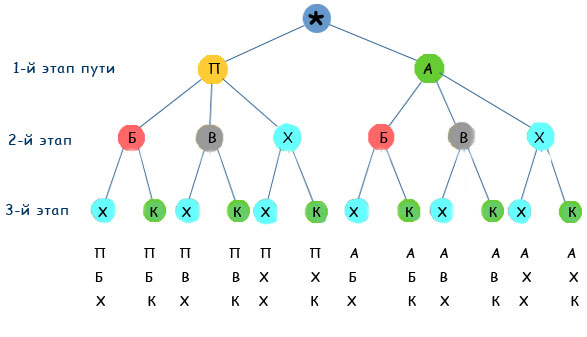 *
1-й этап пути П А
2-й этап Б В Х Б В Х
3-й этап Х К Х К Х К Х К Х К Х К
П П П П П П А А А А А А
Б Б В В Х Х Б Б В В Х Х
Х К Х К Х К Х К Х К Х К